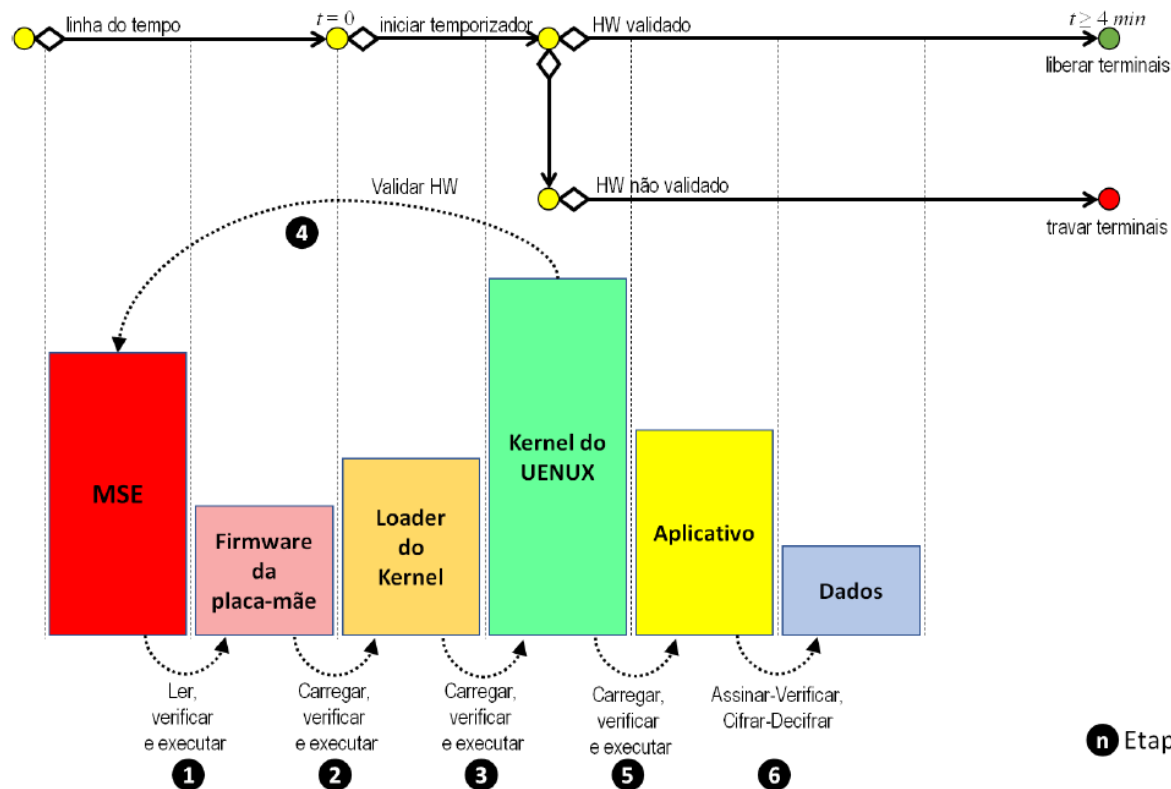 linha do tempo
t = 0
iniciar temporizador
HW validado
t ≥ 4 min
liberar terminais
Validar HW
HW não validado
travar terminais
4
MSE
Firmware
da
placa-mãe
Loader
do
Kernel
Kernel do
UENUX
Aplicativo
Dados
Ler,
verificar
e executar
1
Carregar,
verificar
e executar
2
Carregar,
verificar
e executar
3
Carregar,
verificar
e executar
5
Assinar-Verificar,
Cifrar-Decifrar
6
n Etap